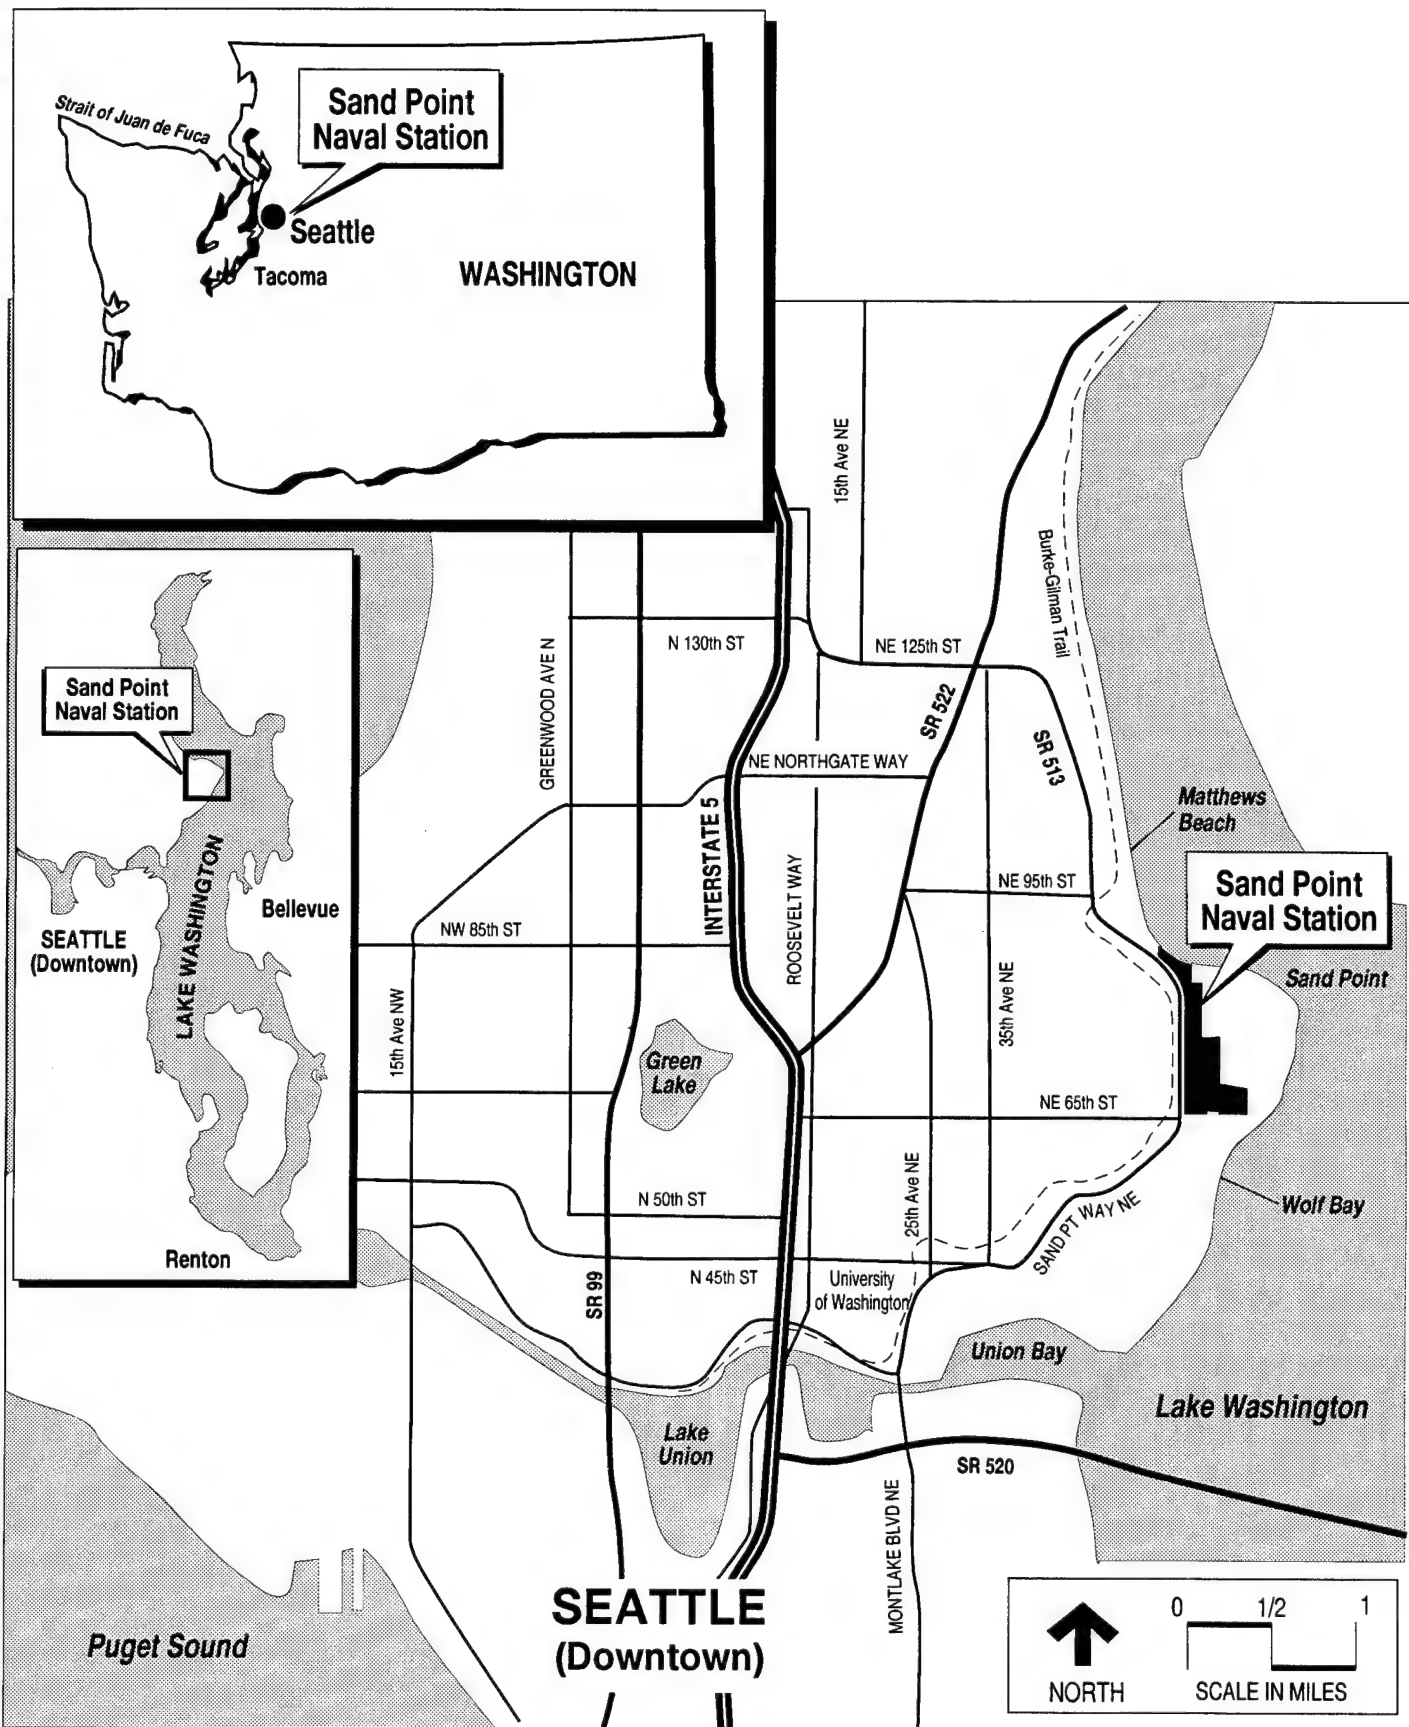 Strait of Juan de Fuca
Sand Point
Naval Station
Seattle
Tacoma
WASHINGTON
Sand Point
Naval Station
LAKE WASHINGTON
Bellevue
SEATTLE
(Downtown)
Renton
15th Ave NE
Burke-Gilman Trail
N 130th ST
NE 125th ST
GREENWOOD AVE N
SR 522
SR 513
NE NORTHGATE WAY
INTERSTATE 5
Matthews
Beach
ROOSEVELT WAY
NE 95th ST
Sand Point
Naval Station
NW 85th ST
Sand Point
15th Ave NW
35th Ave NE
Green
Lake
NE 65th ST
25th Ave NE
N 50th ST
SAND PT WAY NE
Wolf Bay
SR 99
N 45th ST
University
of Washington
Union Bay
Lake Washington
Lake
Union
SR 520
MONTLAKE BLVD NE
SEATTLE
(Downtown)
Puget Sound
NORTH
0 1/2 1
SCALE IN MILES